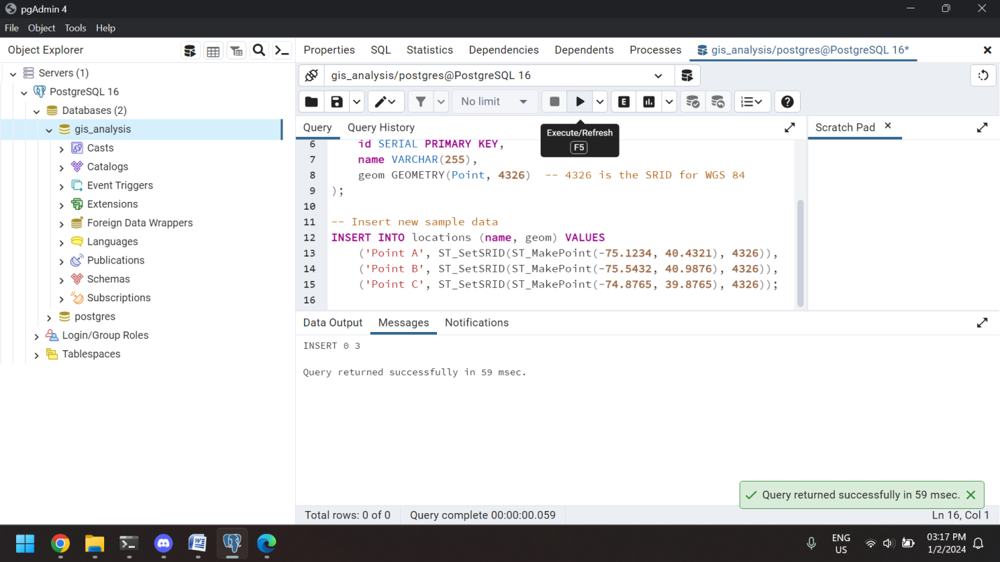 pgAdmin 4
File Object Tools Help
Object Explorer
Properties SQL Statistics Dependencies Dependents Processes gis_analysis/postgres@PostgreSQL 16*
Servers (1)
PostgreSQL 16
Databases (2)
gis_analysis
Casts
Catalogs
Event Triggers
Extensions
Foreign Data Wrappers
Languages
Publications
Schemas
Subscriptions
postgres
Login/Group Roles
Tablespaces
gis_analysis/postgres@PostgreSQL 16
No limit
E
Execute/Refresh
F5
Query Query History
Scratch Pad
6 id SERIAL PRIMARY KEY,
7 name VARCHAR(255),
8 geom GEOMETRY(Point, 4326) -- 4326 is the SRID for WGS 84
9 );
10
11 -- Insert new sample data
12 INSERT INTO locations (name, geom) VALUES
13 ('Point A', ST_SetSRID(ST_MakePoint(-75.1234, 40.4321), 4326)),
14 ('Point B', ST_SetSRID(ST_MakePoint(-75.5432, 40.9876), 4326)),
15 ('Point C', ST_SetSRID(ST_MakePoint(-74.8765, 39.8765), 4326));
16
Data Output Messages Notifications
INSERT 0 3
Query returned successfully in 59 msec.
Query returned successfully in 59 msec.
Total rows: 0 of 0 Query complete 00:00:00.059 Ln 16, Col 1
ENG
US
03:17 PM
1/2/2024